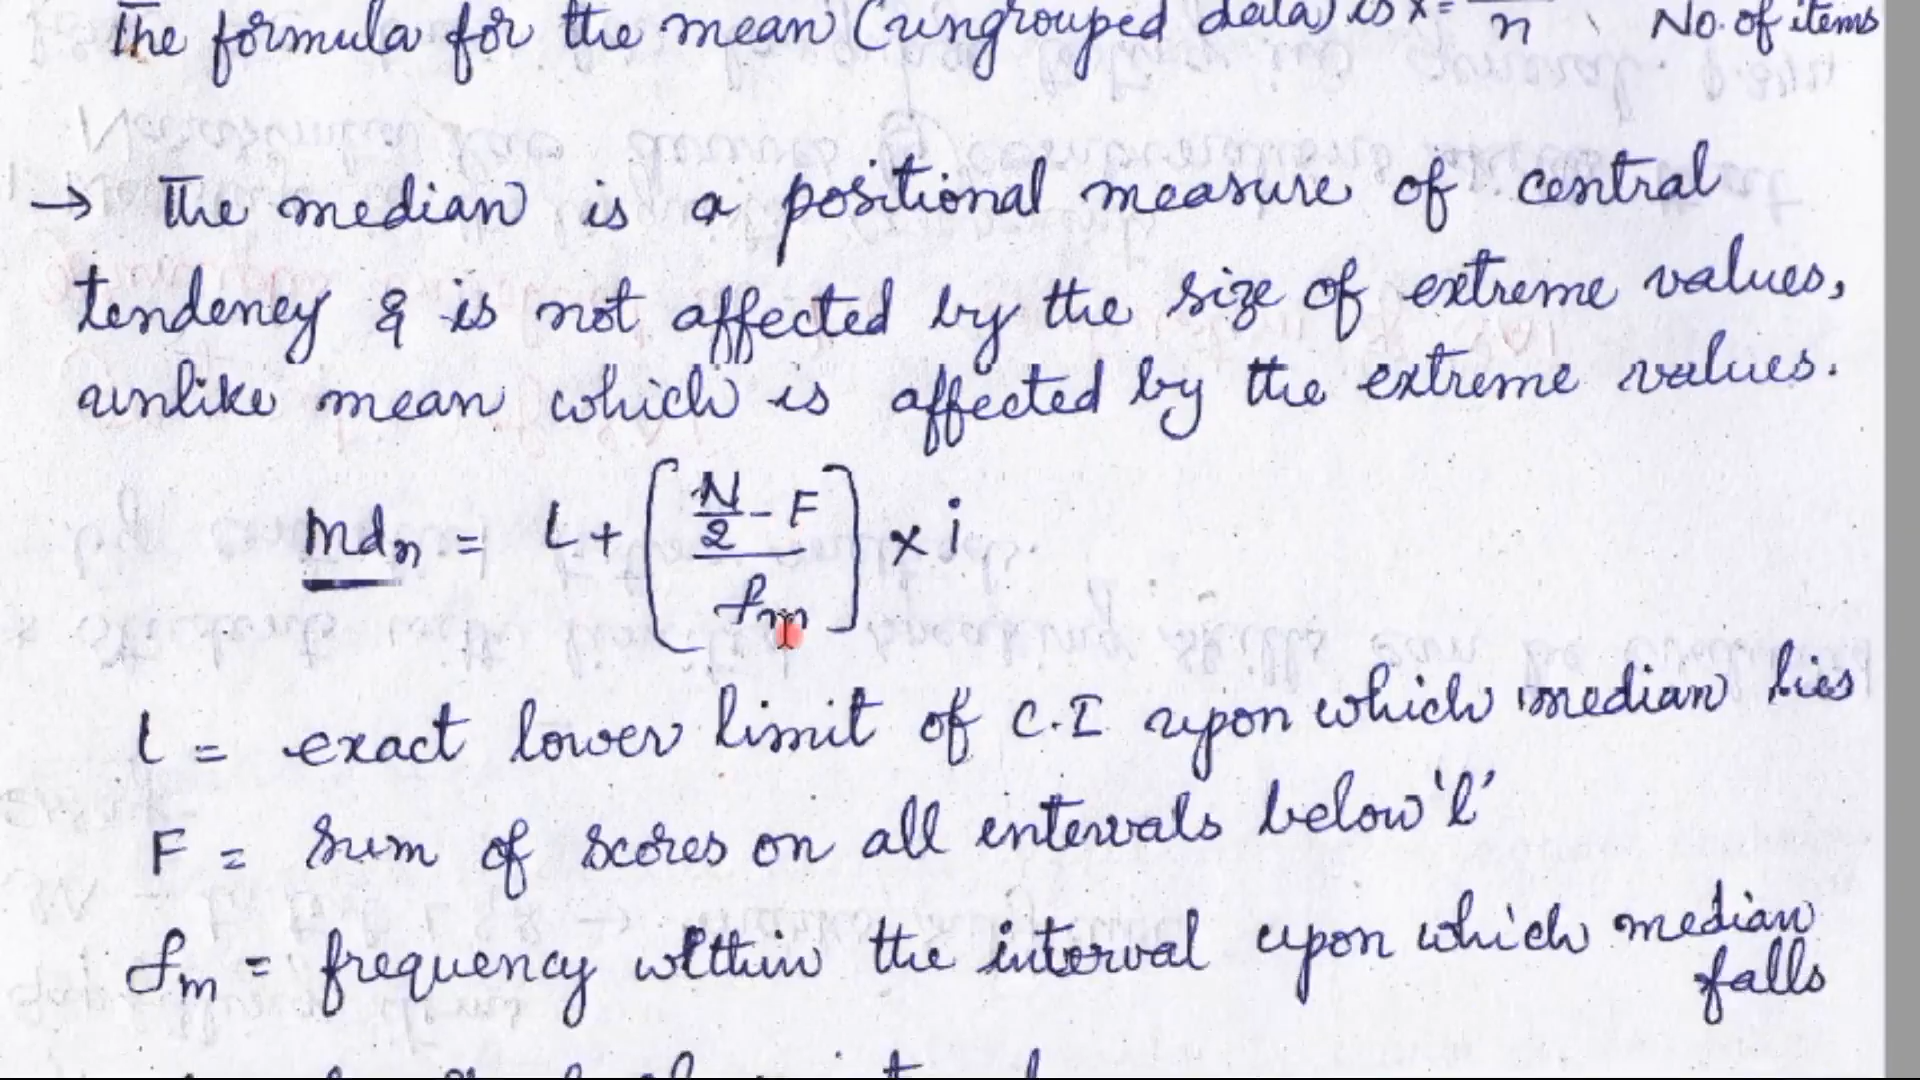 The formula for the mean (ungrouped data) is x = n No. of items
→ The median is a positional measure of central
tendency & is not affected by the size of extreme values,
unlike mean which is affected by the extreme values.
Mdn = l + [(N/2 - F)/fm] × i
l = exact lower limit of C.I upon which median lies
F = Sum of scores on all intervals below 'l'
fm = frequency within the interval upon which median
falls